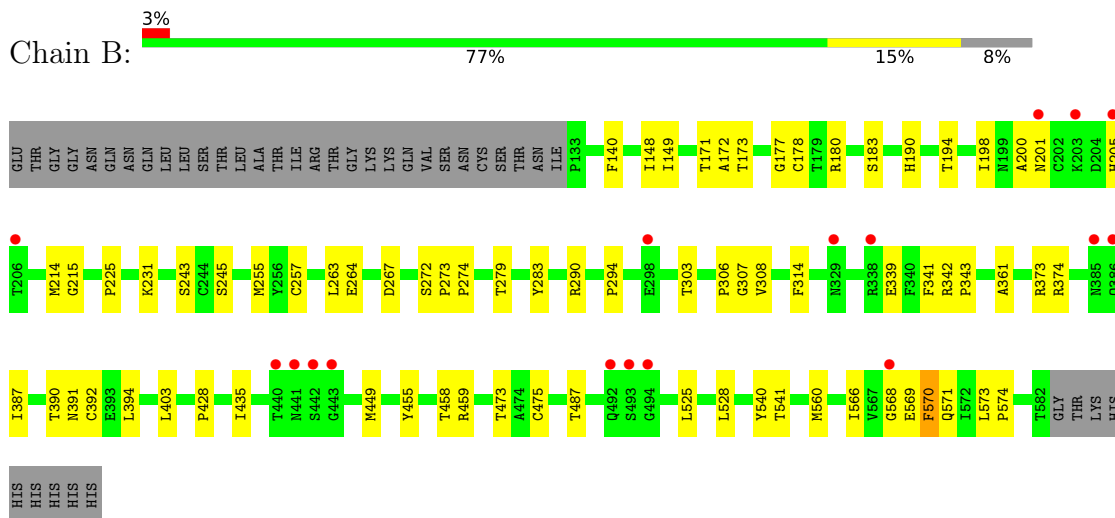 3%
Chain B:
77% 15% 8%
GLU THR GLY GLY ASN GLN ASN GLN LEU LEU SER THR LEU ALA THR ILE ARG THR GLY LYS LYS GLN VAL SER ASN CYS SER THR ASN ILE P133 F140 I148 I149 T171 A172 T173 G177 C178 T179 R180 S183 H190 T194 I198 N199 A200 N201 C202 K203 D204 H205
T206 M214 G215 P225 K231 S243 C244 S245 M255 Y256 C257 L263 E264 D267 S272 P273 P274 T279 Y283 R290 P294 E298 T303 P306 G307 V308 F314 N329 R338 E339 F340 F341 R342 P343 A361 R373 R374 N385 Q386
I387 T390 N391 C392 E393 L394 L403 P428 I435 T440 N441 S442 G443 M449 Y455 T458 R459 T473 A474 C475 T487 Q492 S493 G494 L525 L528 Y540 T541 M560 I566 V567 G568 E569 F570 Q571 I572 L573 P574 T582 GLY THR LYS HIS
HIS HIS HIS HIS HIS